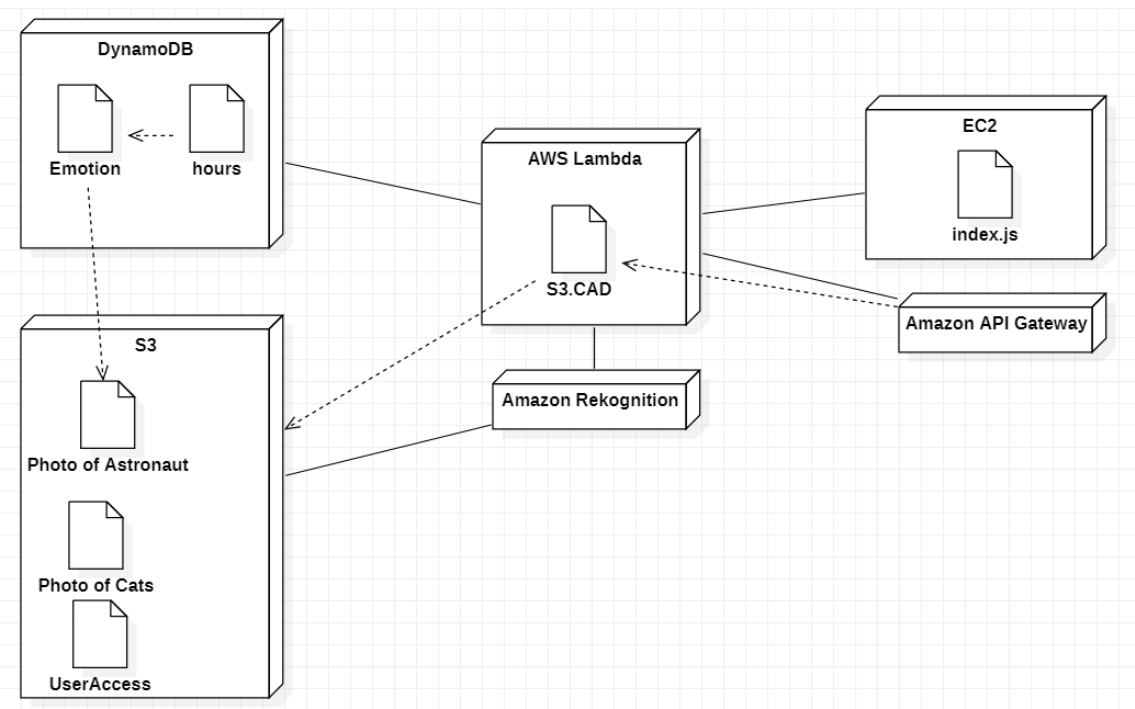 DynamoDB
Emotion
hours
AWS Lambda
S3.CAD
EC2
index.js
Amazon API Gateway
Amazon Rekognition
S3
Photo of Astronaut
Photo of Cats
UserAccess